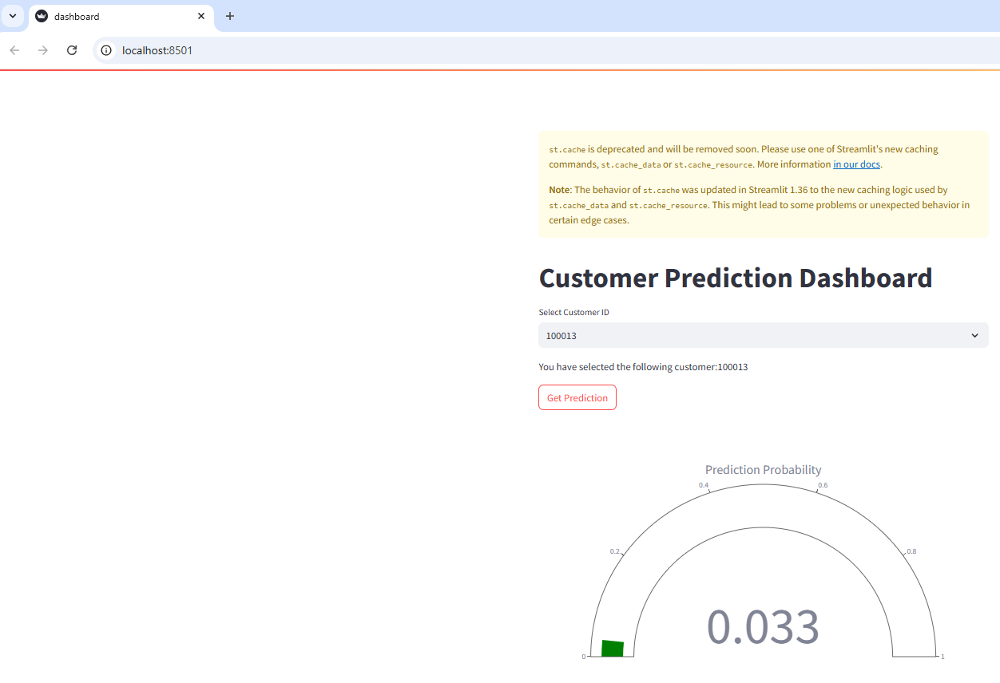 dashboard
localhost:8501
st.cache is deprecated and will be removed soon. Please use one of Streamlit's new caching
commands, st.cache_data or st.cache_resource. More information in our docs.
Note: The behavior of st.cache was updated in Streamlit 1.36 to the new caching logic used by
st.cache_data and st.cache_resource. This might lead to some problems or unexpected behavior in
certain edge cases.
Customer Prediction Dashboard
Select Customer ID
100013
You have selected the following customer:100013
Get Prediction
Prediction Probability
0.4
0.6
0.2
0.8
0.033
0
1